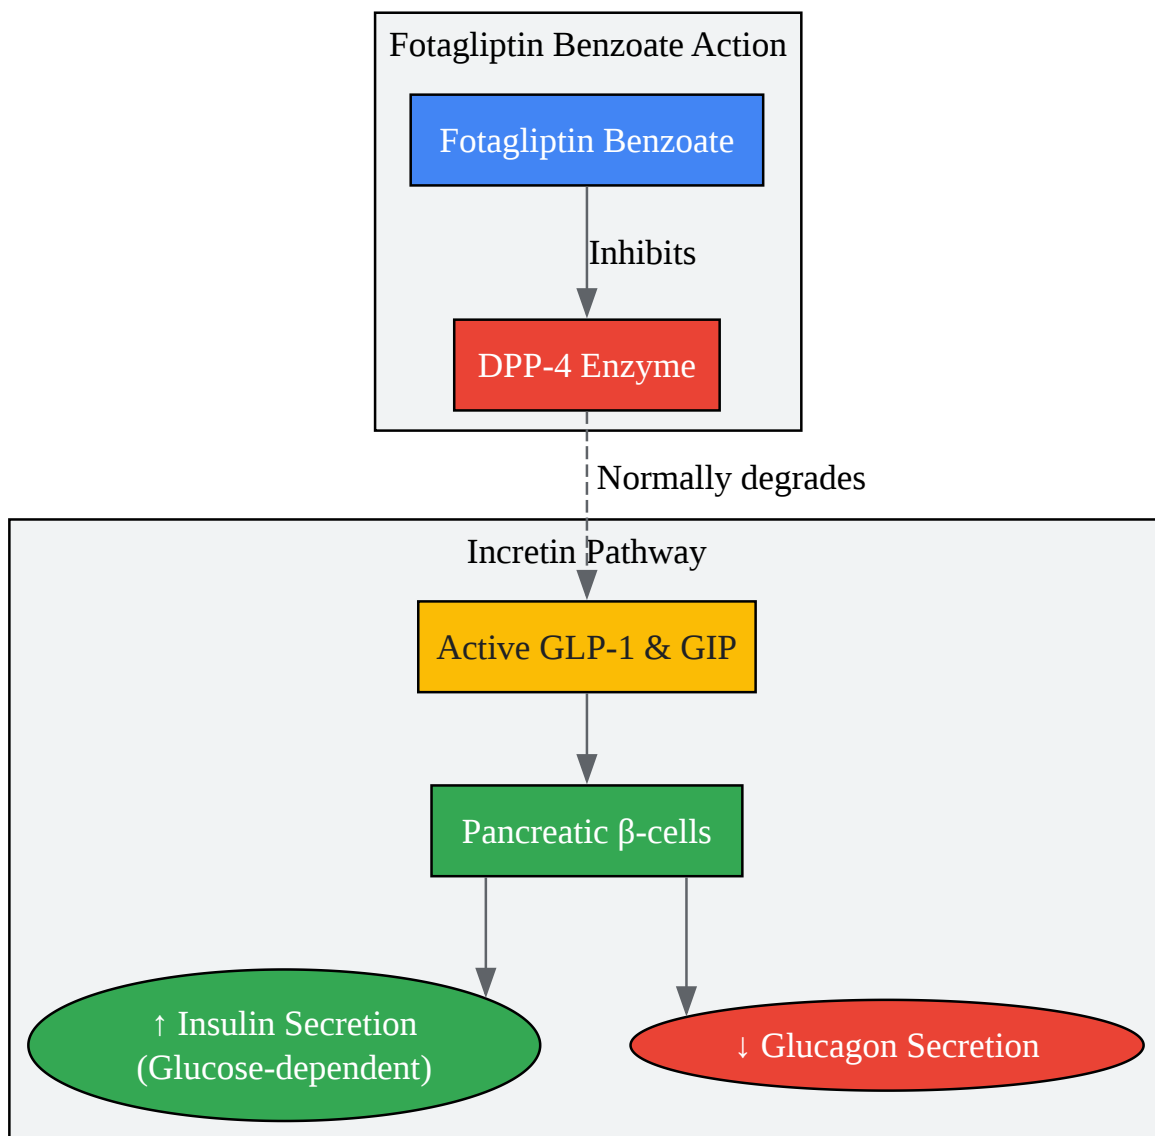 Fotagliptin Benzoate Action
Fotagliptin Benzoate
Inhibits
DPP-4 Enzyme
Normally degrades
Incretin Pathway
Active GLP-1 & GIP
Pancreatic β-cells
↑ Insulin Secretion
(Glucose-dependent)
↓ Glucagon Secretion